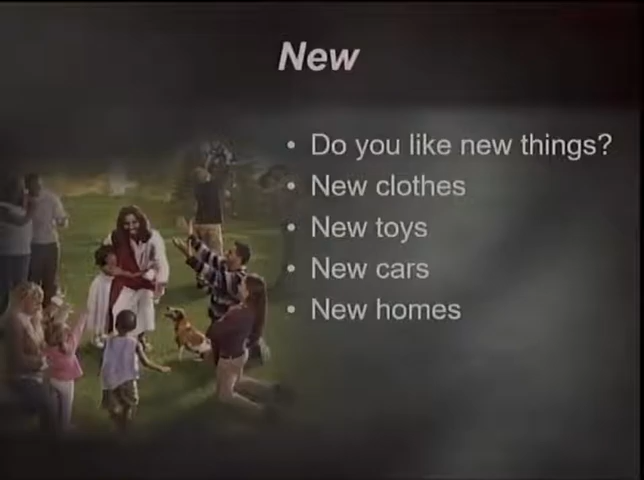 New
• Do you like new things?
• New clothes
• New toys
• New cars
• New homes